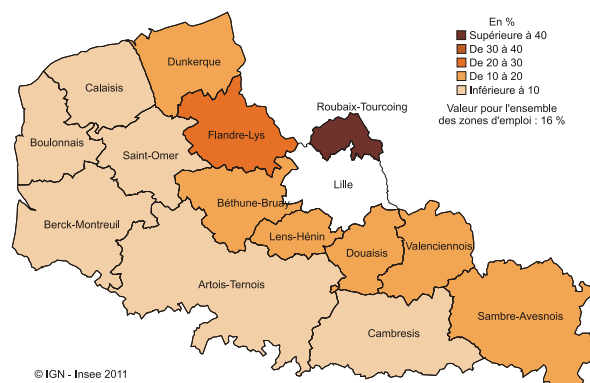 En %
Supérieure à 40
De 30 à 40
De 20 à 30
De 10 à 20
Inférieure à 10
Valeur pour l'ensemble
des zones d'emploi : 16 %
Dunkerque
Calaisis
Roubaix-Tourcoing
Flandre-Lys
Boulonnais
Saint-Omer
Lille
Béthune-Bruay
Berck-Montreuil
Lens-Hénin
Douaisis
Valenciennois
Artois-Ternois
Sambre-Avesnois
Cambresis
© IGN - Insee 2011